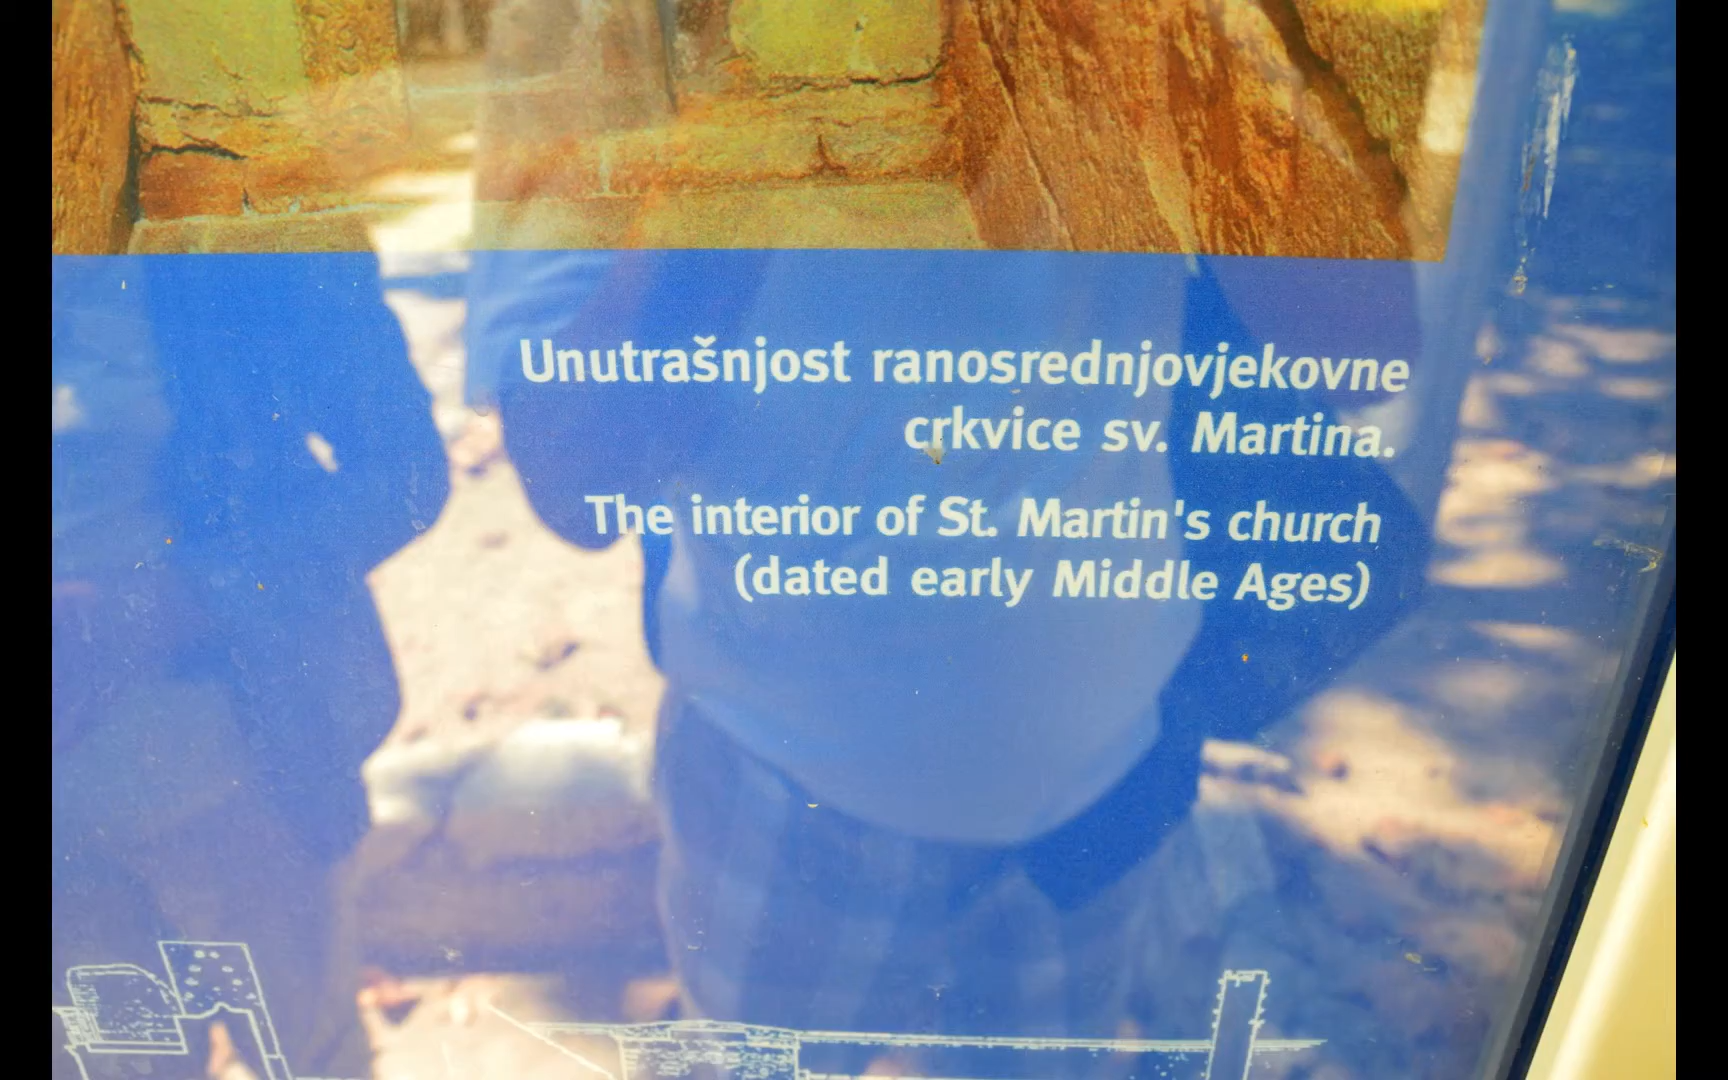 Unutrašnjost ranosrednjovjekovne
crkvice sv. Martina.
The interior of St. Martin's church
(dated early Middle Ages)